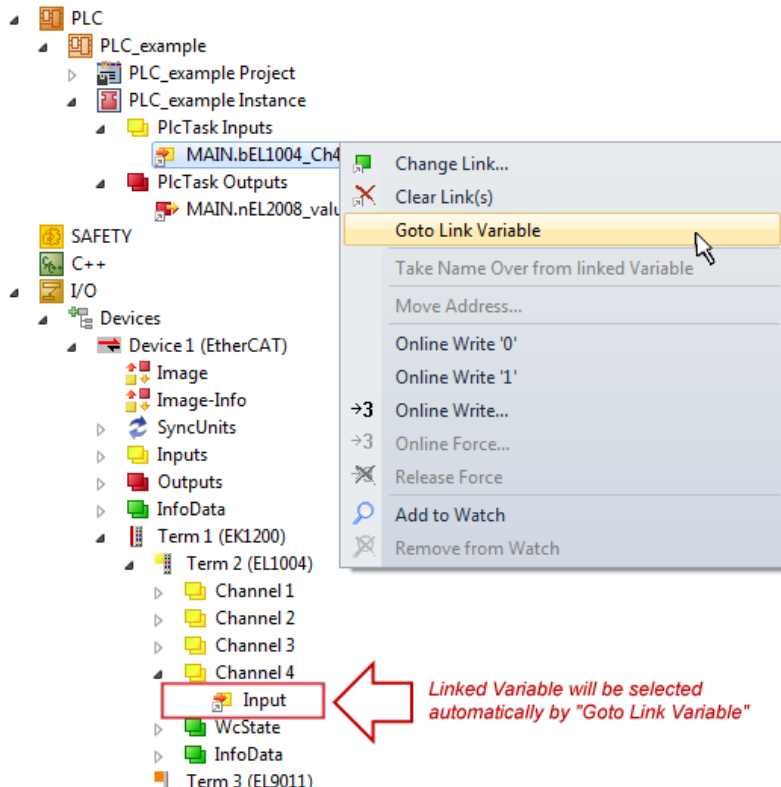 PLC
PLC_example
PLC_example Project
PLC_example Instance
PlcTask Inputs
MAIN.bEL1004_Ch4
PlcTask Outputs
MAIN.nEL2008_valu
SAFETY
C++
I/O
Devices
Device 1 (EtherCAT)
Image
Image-Info
SyncUnits
Inputs
Outputs
InfoData
Term 1 (EK1200)
Term 2 (EL1004)
Channel 1
Channel 2
Channel 3
Channel 4
Input
WcState
InfoData
Term 3 (EL9011)
Change Link...
Clear Link(s)
Goto Link Variable
Take Name Over from linked Variable
Move Address...
Online Write '0'
Online Write '1'
→3 Online Write...
→3 Online Force...
Release Force
Add to Watch
Remove from Watch
Linked Variable will be selected
automatically by "Goto Link Variable"